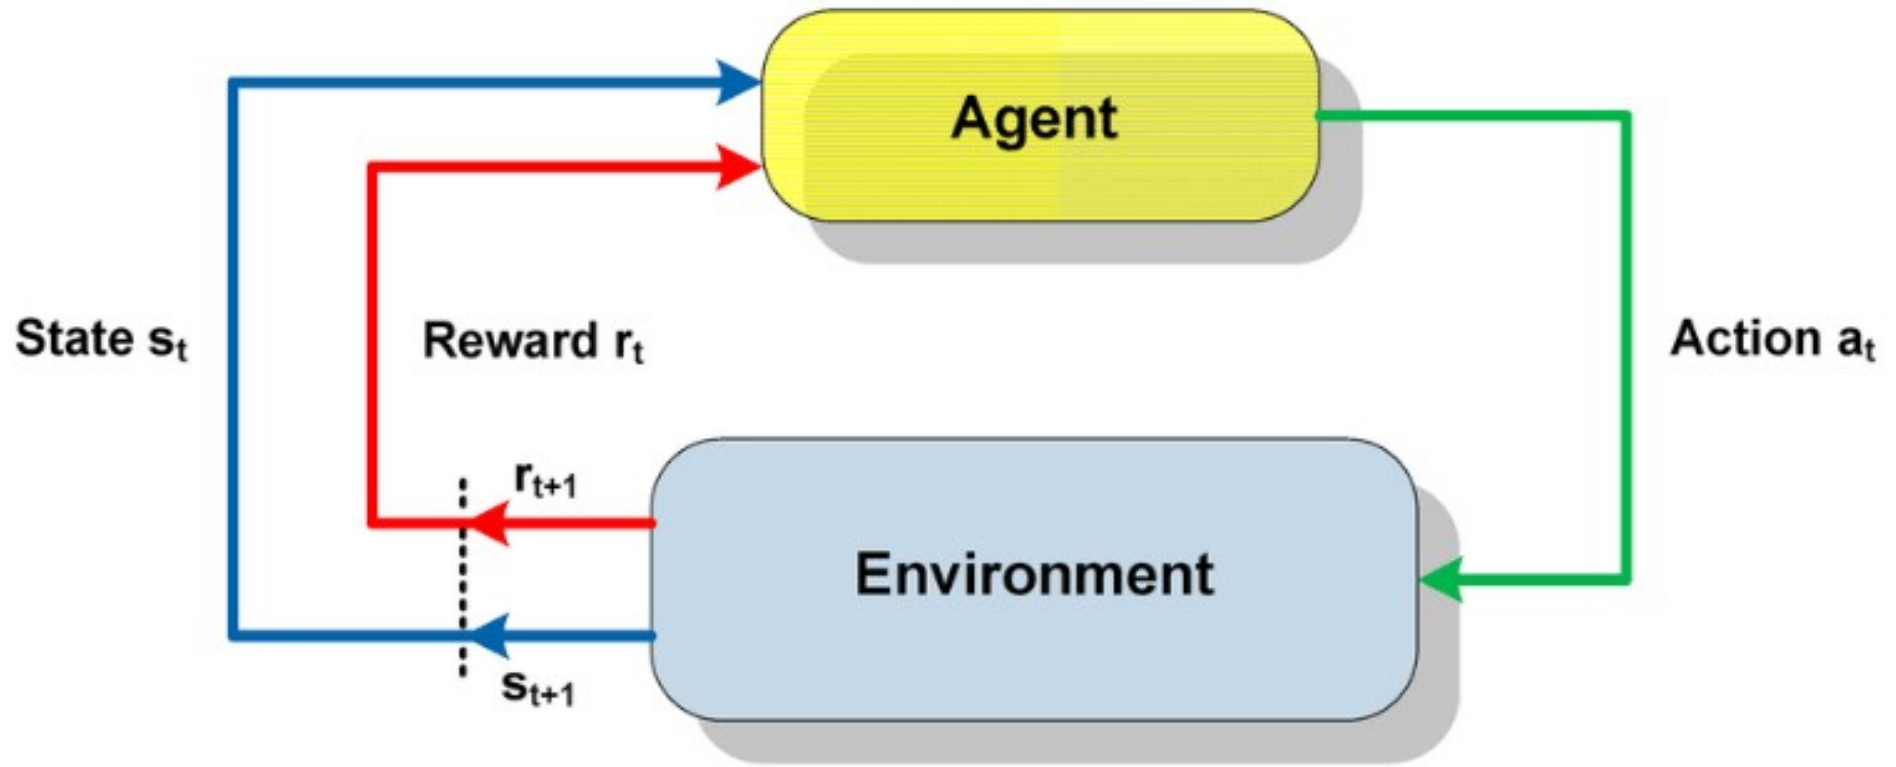 Agent
State sₜ
Reward rₜ
Action aₜ
rₜ₊₁
Environment
sₜ₊₁